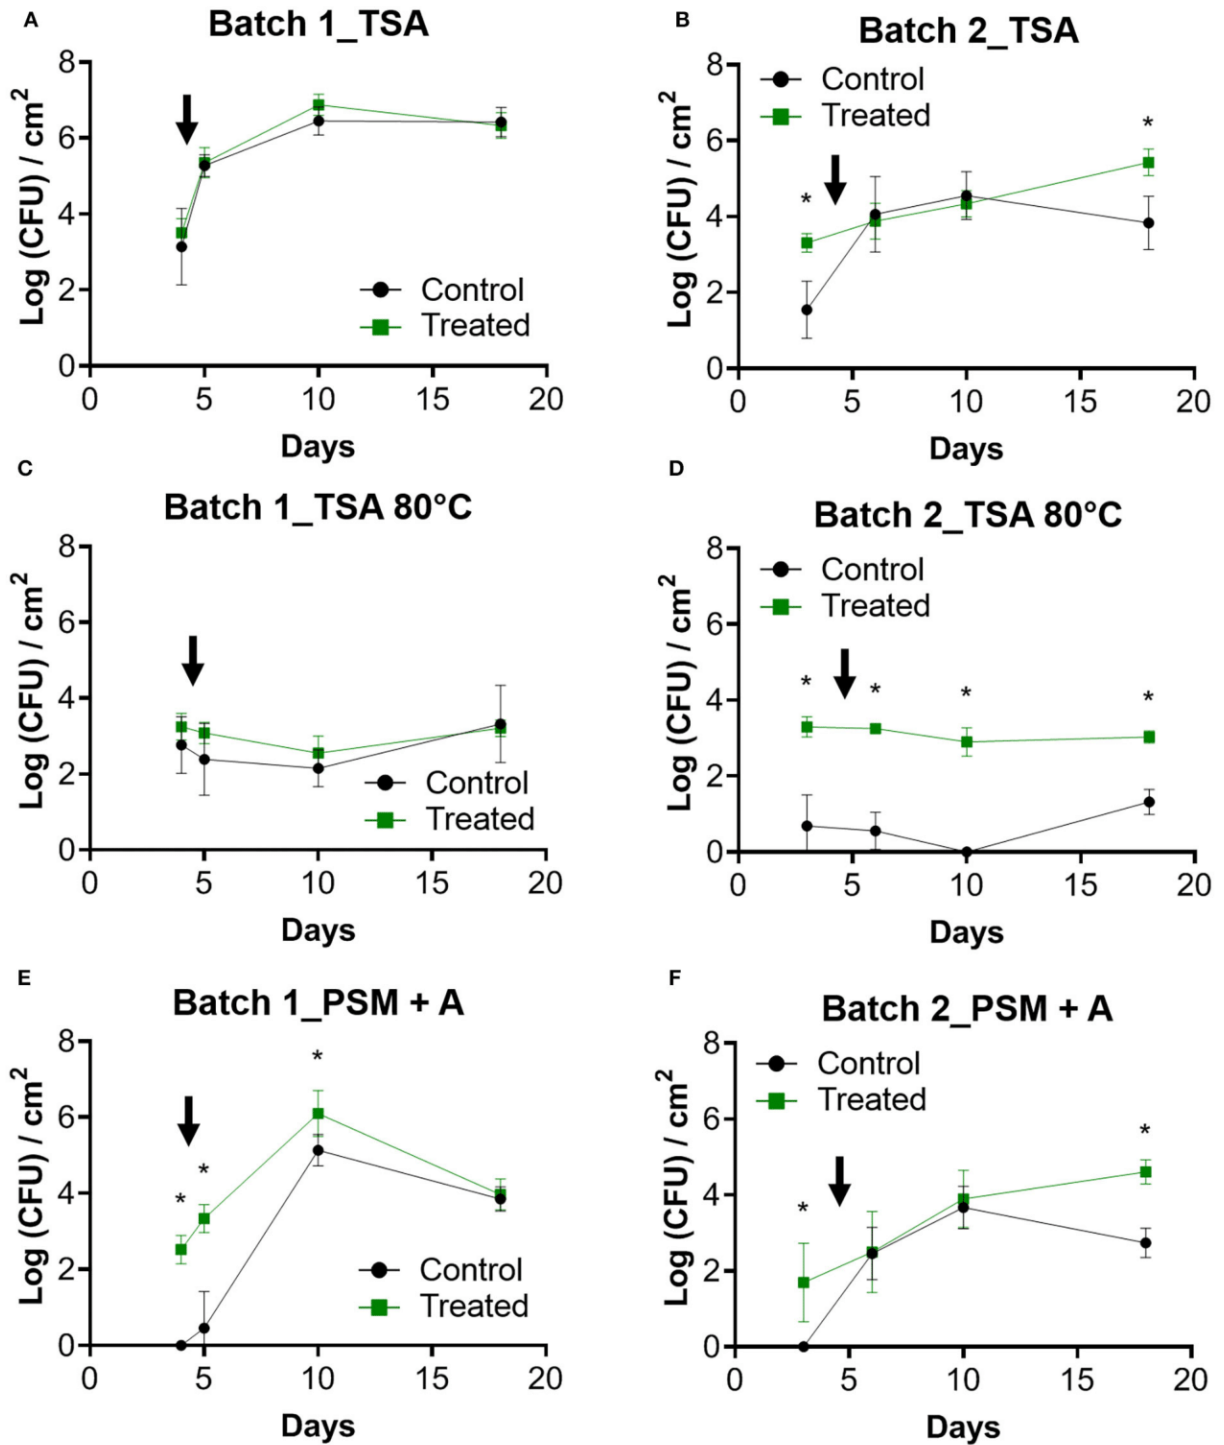 A
Batch 1_TSA
8
6
4
2
0
Log (CFU) / cm²
Control
Treated
0 5 10 15 20
Days
B
Batch 2_TSA
8
6
4
2
0
Log (CFU) / cm²
Control
Treated
*
*
0 5 10 15 20
Days
C
Batch 1_TSA 80°C
8
6
4
2
0
Log (CFU) / cm²
Control
Treated
0 5 10 15 20
Days
D
Batch 2_TSA 80°C
8
6
4
2
0
Log (CFU) / cm²
Control
Treated
* * * *
0 5 10 15 20
Days
E
Batch 1_PSM + A
8
6
4
2
0
Log (CFU) / cm²
*
*
*
Control
Treated
0 5 10 15 20
Days
F
Batch 2_PSM + A
8
6
4
2
0
Log (CFU) / cm²
Control
Treated
*
*
0 5 10 15 20
Days